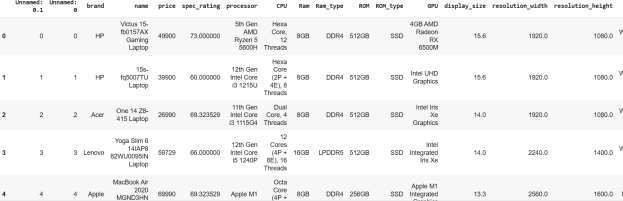 Unnamed: 0.1 Unnamed: 0 brand name price spec_rating processor CPU Ram Ram_type ROM ROM_type GPU display_size resolution_width resolution_height
0 0 0 HP Victus 15-fb0157AX Gaming Laptop 49900 73.000000 5th Gen AMD Ryzen 5 5600H Hexa Core, 12 Threads 8GB DDR4 512GB SSD 4GB AMD Radeon RX 6500M 15.6 1920.0 1080.0
1 1 1 HP 15s-fq5007TU Laptop 39900 60.000000 12th Gen Intel Core i3 1215U Hexa Core (2P + 4E), 8 Threads 8GB DDR4 512GB SSD Intel UHD Graphics 15.6 1920.0 1080.0
2 2 2 Acer One 14 Z8-415 Laptop 26990 69.323529 11th Gen Intel Core i3 1115G4 Dual Core, 4 Threads 8GB DDR4 512GB SSD Intel Iris Xe Graphics 14.0 1920.0 1080.0
3 3 3 Lenovo Yoga Slim 6 14IAP8 82WU0095IN Laptop 59729 66.000000 12th Gen Intel Core i5 1240P 12 Cores (4P + 8E), 16 Threads 16GB LPDDR5 512GB SSD Intel Integrated Iris Xe 14.0 2240.0 1400.0
4 4 4 Apple MacBook Air 2020 MGND3HN 69990 69.323529 Apple M1 Octa Core (4P + 8GB DDR4 256GB SSD Apple M1 Integrated 13.3 2560.0 1600.0